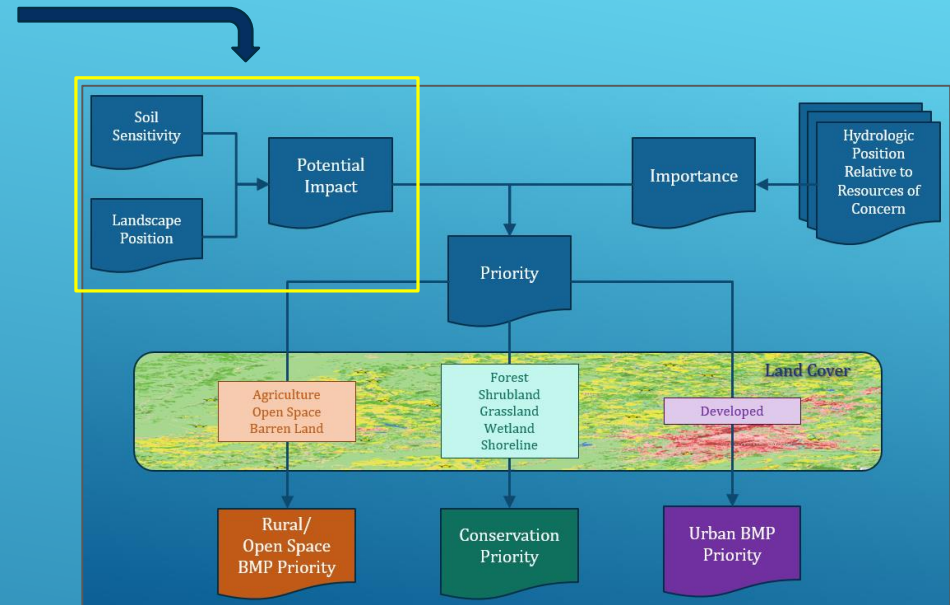 Soil
Sensitivity
Landscape
Position
Potential
Impact
Importance
Hydrologic
Position
Relative to
Resources of
Concern
Priority
Land Cover
Agriculture
Open Space
Barren Land
Forest
Shrubland
Grassland
Wetland
Shoreline
Developed
Rural/
Open Space
BMP Priority
Conservation
Priority
Urban BMP
Priority